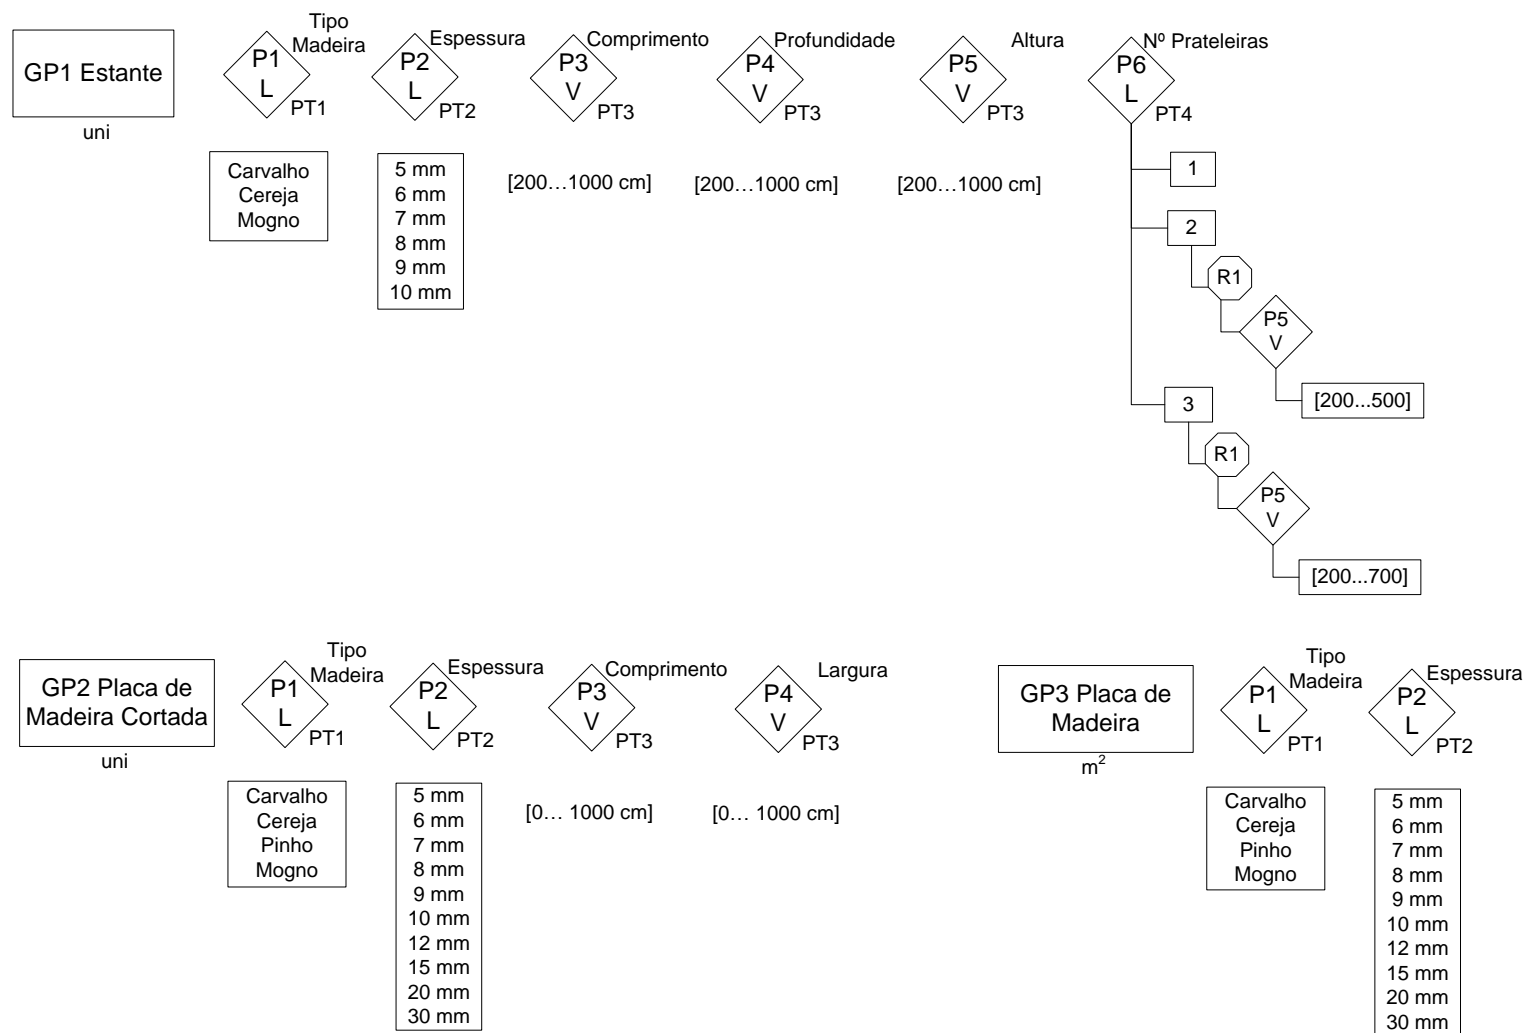 GP1 Estante
uni
P1
L
Tipo
Madeira
PT1
Carvalho
Cereja
Mogno
P2
L
Espessura
PT2
5 mm
6 mm
7 mm
8 mm
9 mm
10 mm
P3
V
Comprimento
PT3
[200…1000 cm]
P4
V
Profundidade
PT3
[200…1000 cm]
P5
V
Altura
PT3
[200…1000 cm]
P6
L
Nº Prateleiras
PT4
1
2
R1
P5
V
[200...500]
3
R1
P5
V
[200...700]
GP2 Placa de
Madeira Cortada
uni
P1
L
Tipo
Madeira
PT1
Carvalho
Cereja
Pinho
Mogno
P2
L
Espessura
PT2
5 mm
6 mm
7 mm
8 mm
9 mm
10 mm
12 mm
15 mm
20 mm
30 mm
P3
V
Comprimento
PT3
[0… 1000 cm]
P4
V
Largura
PT3
[0… 1000 cm]
GP3 Placa de
Madeira
m²
P1
L
Tipo
Madeira
PT1
Carvalho
Cereja
Pinho
Mogno
P2
L
Espessura
PT2
5 mm
6 mm
7 mm
8 mm
9 mm
10 mm
12 mm
15 mm
20 mm
30 mm